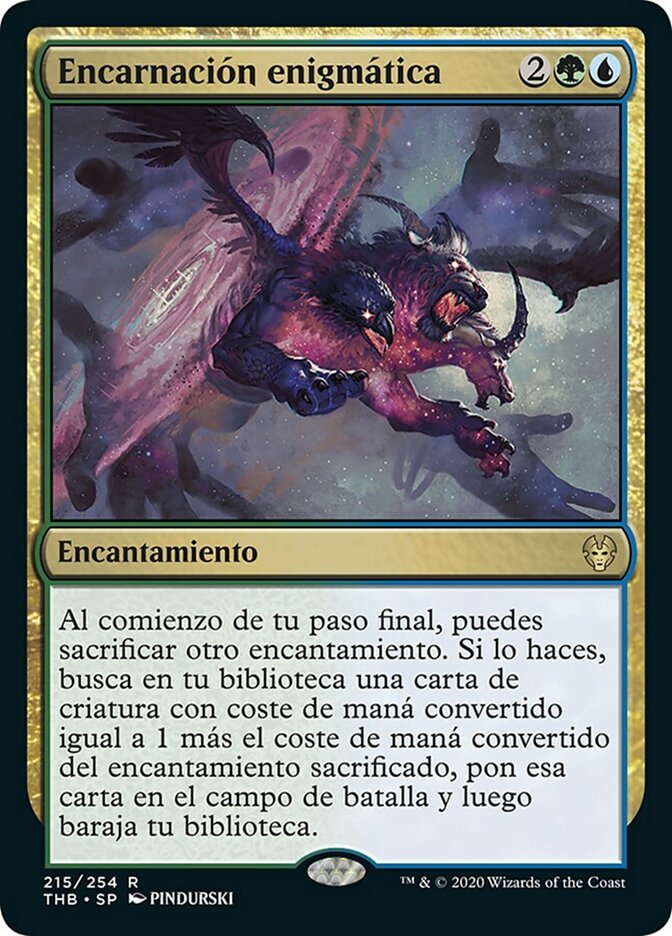 Encarnación enigmática 2
Encantamiento
Al comienzo de tu paso final, puedes
sacrificar otro encantamiento. Si lo haces,
busca en tu biblioteca una carta de
criatura con coste de maná convertido
igual a 1 más el coste de maná convertido
del encantamiento sacrificado, pon esa
carta en el campo de batalla y luego
baraja tu biblioteca.
215/254 R
THB • SP PINDURSKI
™ & © 2020 Wizards of the Coast